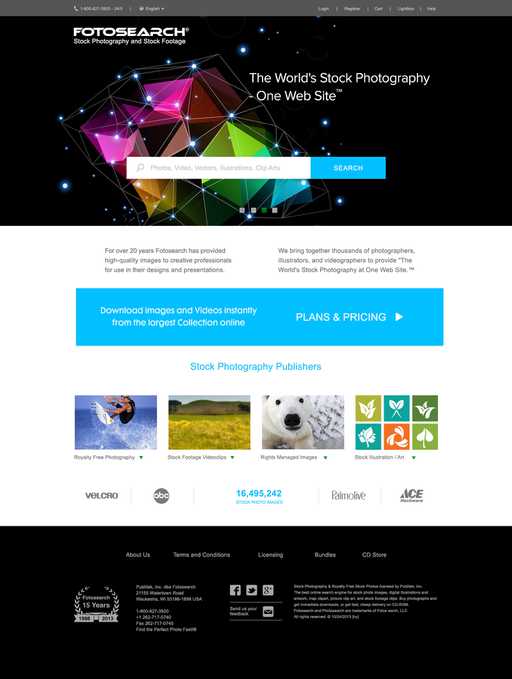 1-800-827-3920 - 24/5 | English
Login | Register | Cart | Lightbox | Help
FOTOSEARCH®
Stock Photography and Stock Footage
The World's Stock Photography
- One Web Site™
Photos, Video, Vectors, Illustrations, Clip Arts
SEARCH
For over 20 years Fotosearch has provided
high-quality images to creative professionals
for use in their designs and presentations.
We bring together thousands of photographers,
illustrators, and videographers to provide "The
World's Stock Photography at One Web Site.™
Download Images and Videos Instantly
from the largest Collection online
PLANS & PRICING
Stock Photography Publishers
Royalty Free Photography
Stock Footage Videoclips
Rights Managed Images
Stock Illustration / Art
VELCRO
abc
16,495,242
STOCK PHOTO IMAGES
Palmolive
ACE
Hardware
About Us
Terms and Conditions
Licensing
Bundles
CD Store
Fotosearch
15 Years
1998
2013
Publitek, Inc. dba Fotosearch
21155 Watertown Road
Waukesha, WI 53186-1898 USA
1-800-827-3920
+1 262-717-0740
Fax 262-717-0745
Find the Perfect Photo Fast!®
Send us your
feedback
Stock Photography & Royalty Free Stock Photos licensed by Publitek, Inc.
The best online search engine for stock photo images, digital illustrations and
artwork, map clipart, picture clip art, and stock footage clips. Buy photographs and
get immediate downloads, or get fast, cheap delivery on CD-ROM.
Fotosearch and PhotoSearch are trademarks of Fotosearch, LLC.
All rights reserved. © 10/24/2013